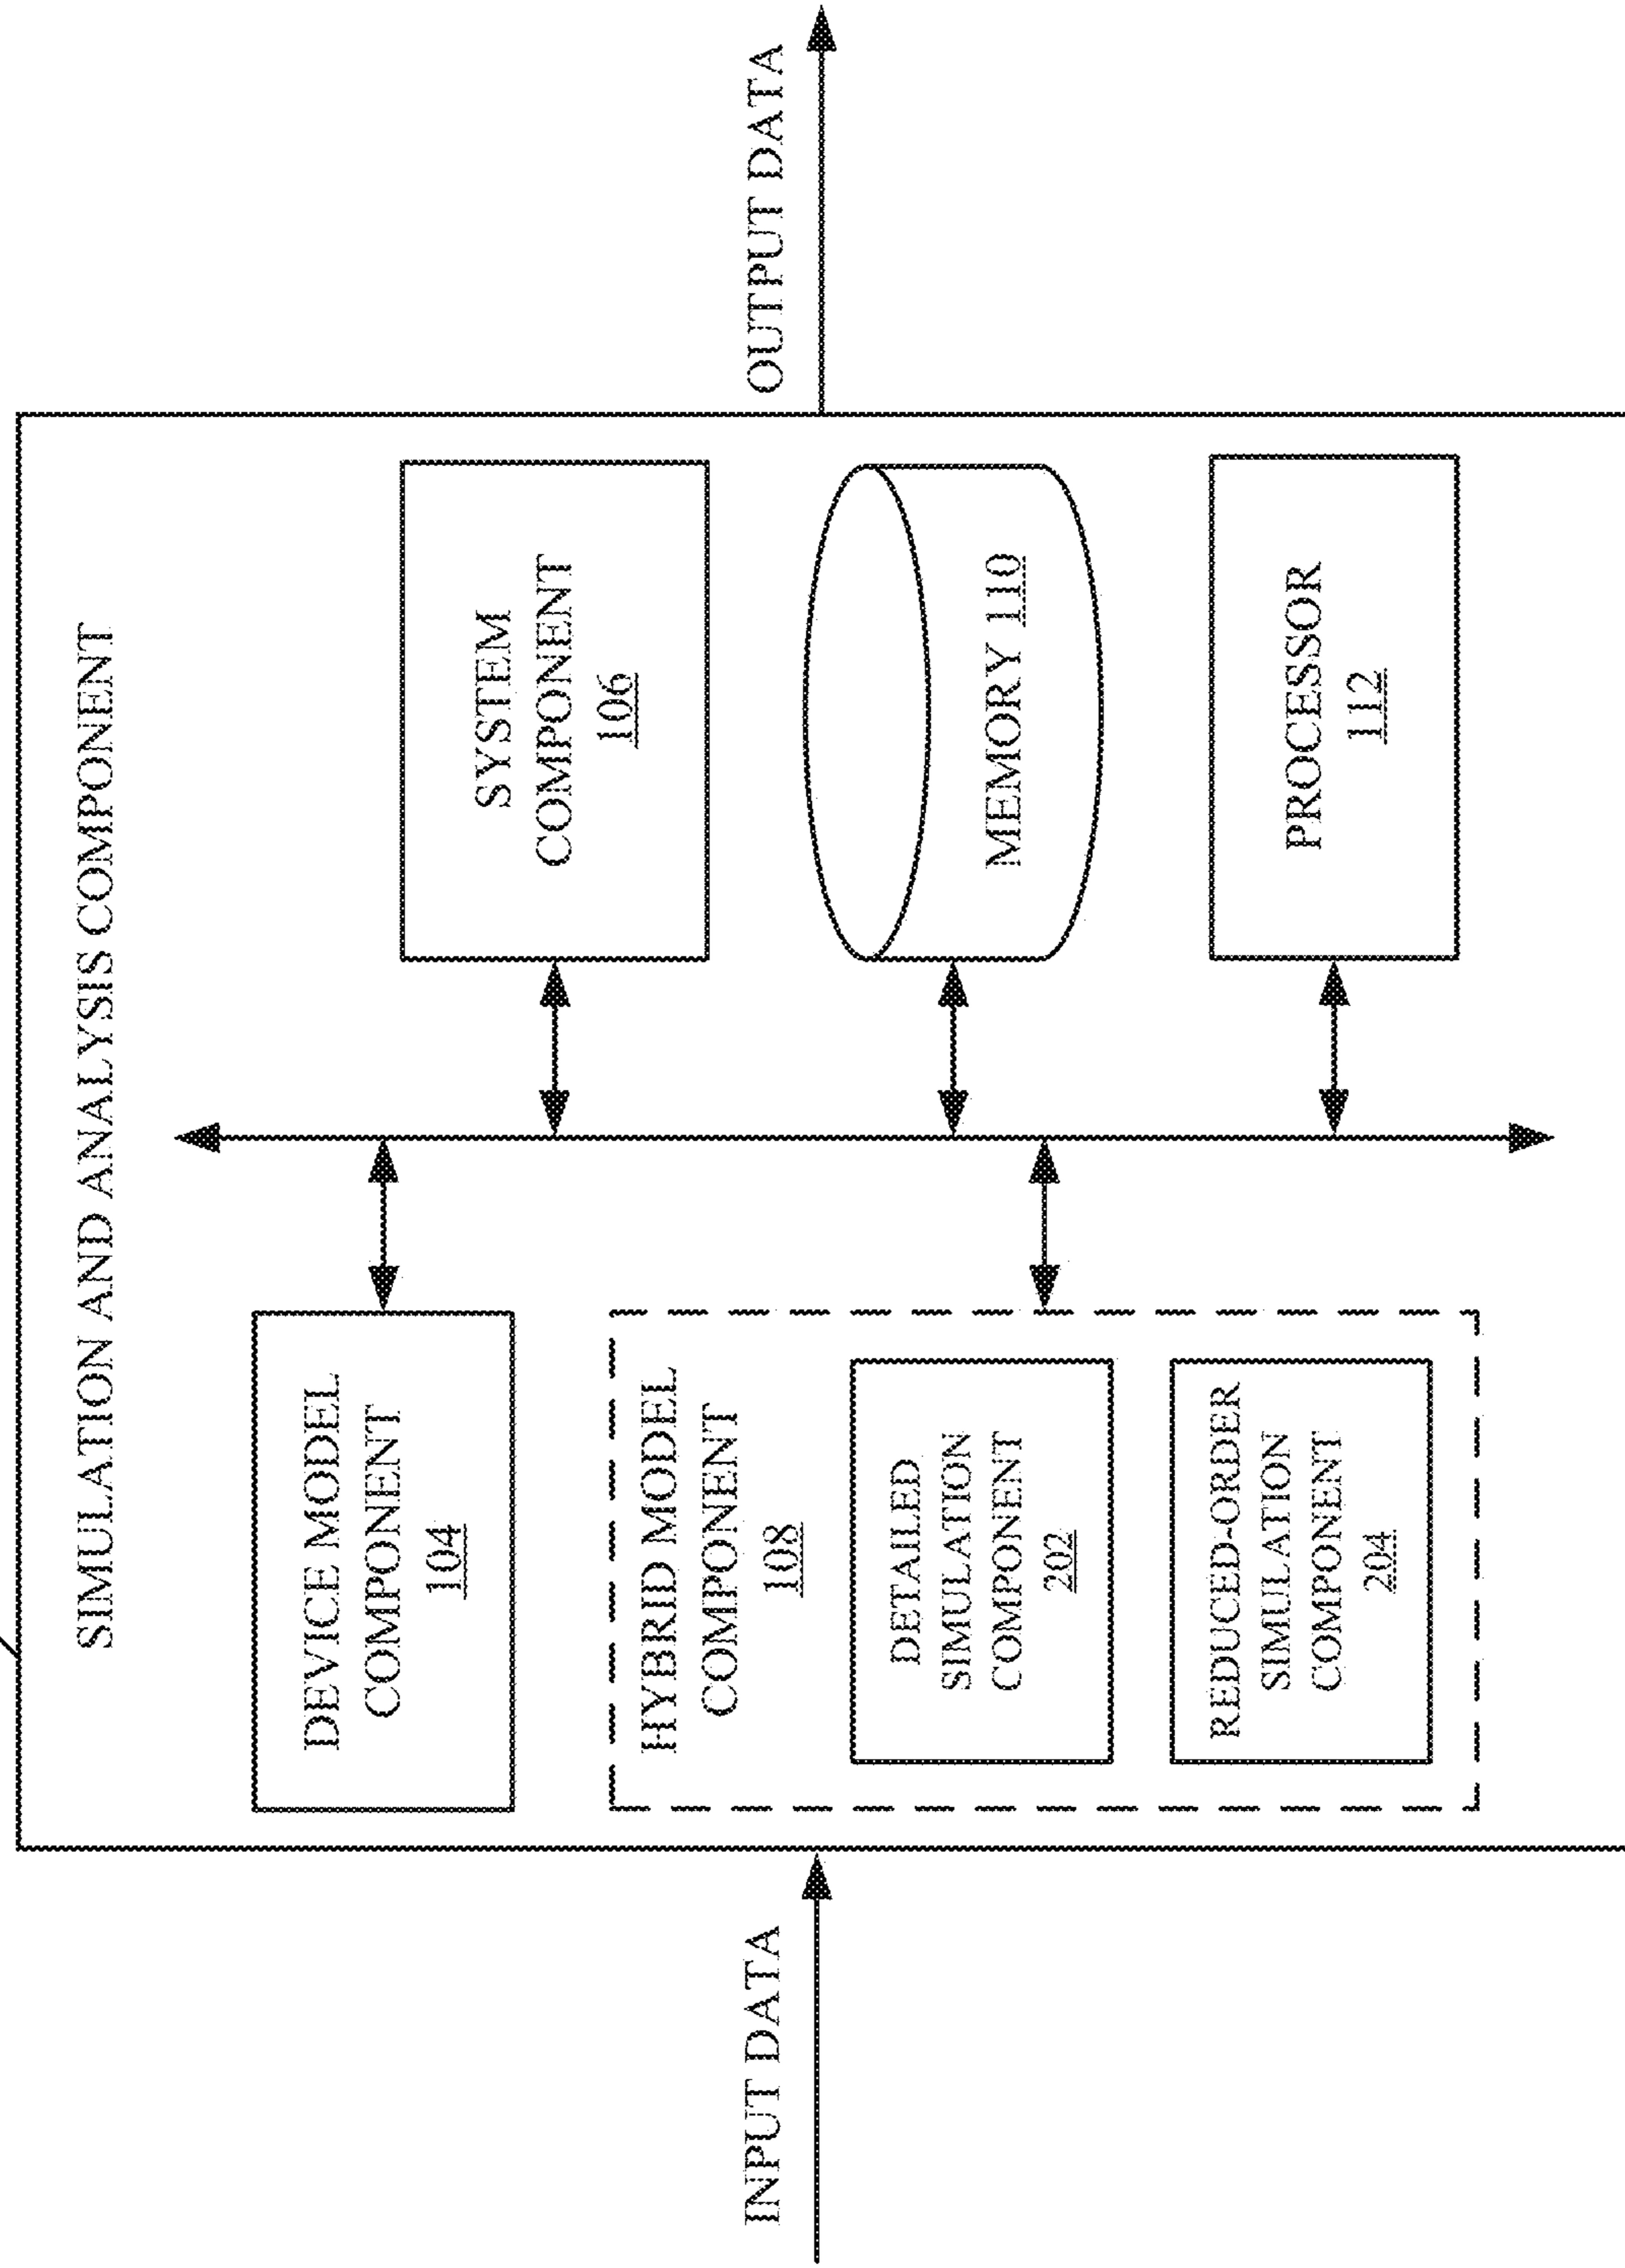 SIMULATION AND ANALYSIS COMPONENT
DEVICE MODEL
COMPONENT
104
SYSTEM
COMPONENT
106
HYBRID MODEL
COMPONENT
108
DETAILED
SIMULATION
COMPONENT
202
REDUCED-ORDER
SIMULATION
COMPONENT
204
MEMORY 110
PROCESSOR
112
INPUT DATA
OUTPUT DATA